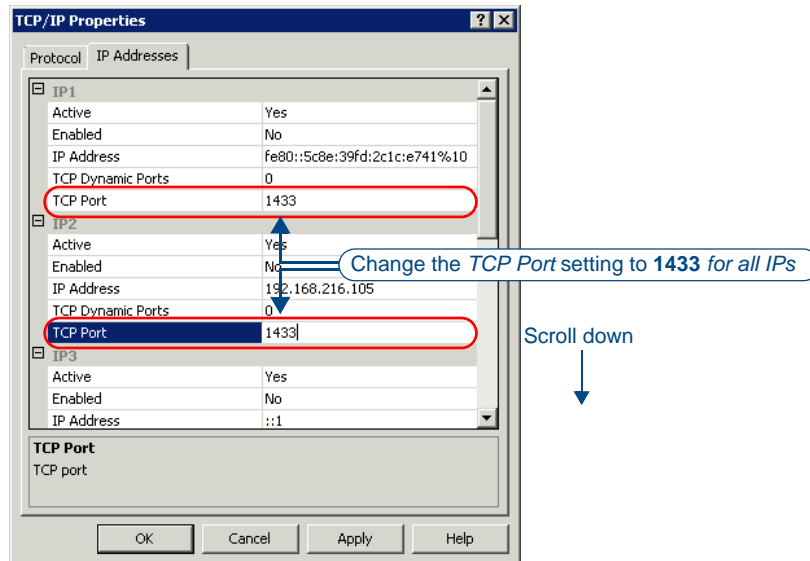 TCP/IP Properties
Protocol IP Addresses
IP1
Active Yes
Enabled No
IP Address fe80::5c8e:39fd:2c1c:e741%10
TCP Dynamic Ports 0
TCP Port 1433
IP2
Active Yes
Enabled No
Change the TCP Port setting to 1433 for all IPs
IP Address 192.168.216.105
TCP Dynamic Ports 0
TCP Port 1433
Scroll down
IP3
Active Yes
Enabled No
IP Address ::1
TCP Port
TCP port
OK Cancel Apply Help